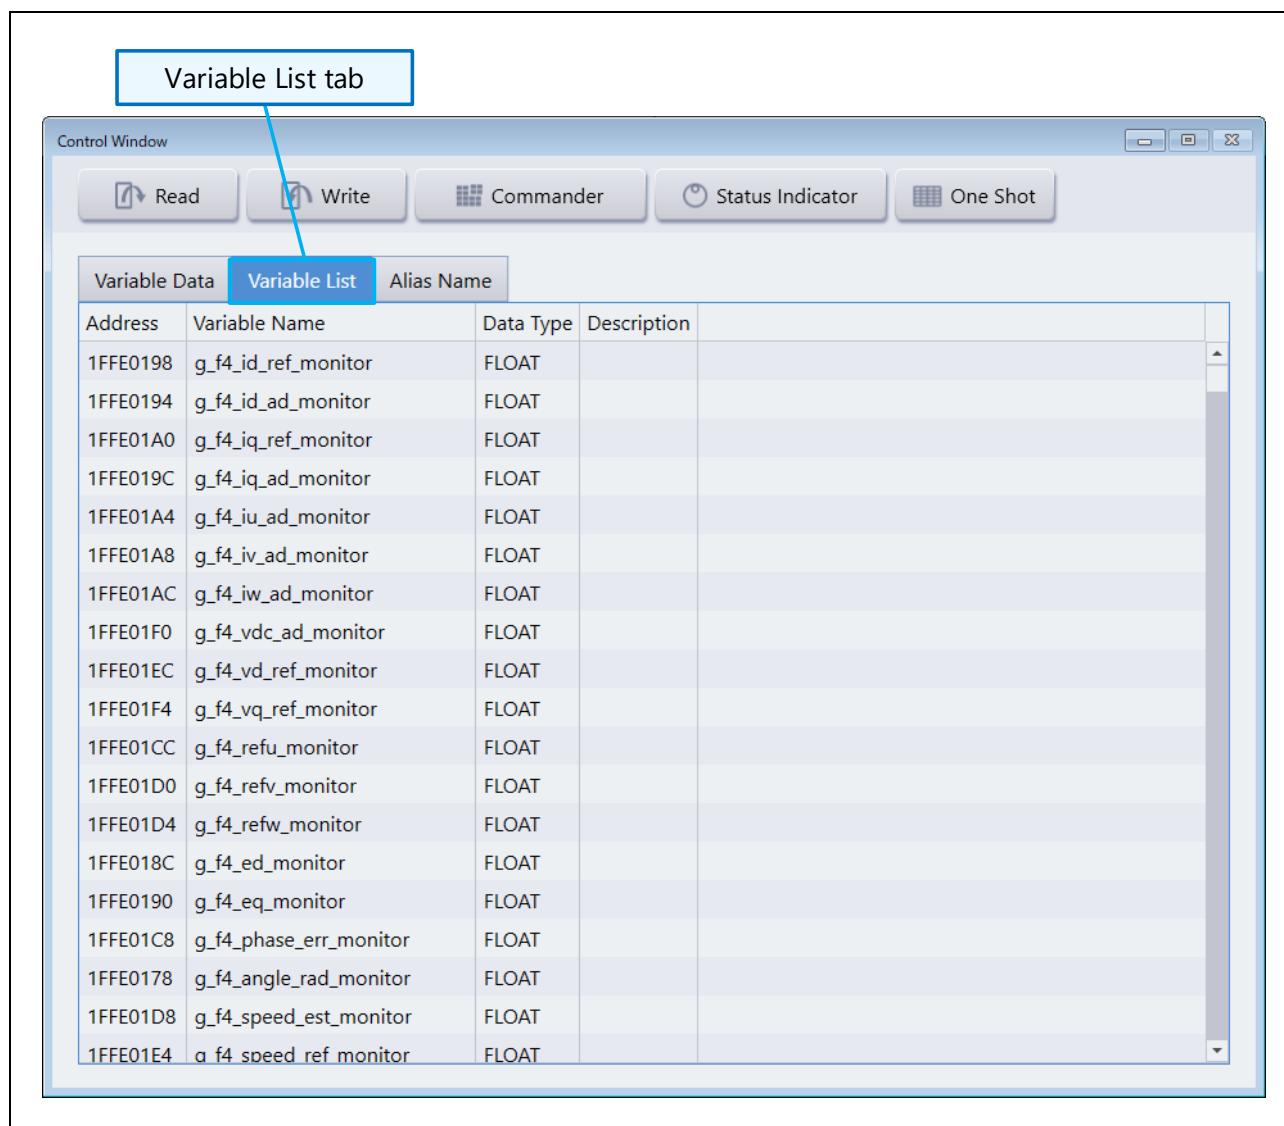 Variable List tab
Control Window
Read Write Commander Status Indicator One Shot
Variable Data Variable List Alias Name
Address Variable Name Data Type Description
1FFE0198 g_f4_id_ref_monitor FLOAT
1FFE0194 g_f4_id_ad_monitor FLOAT
1FFE01A0 g_f4_iq_ref_monitor FLOAT
1FFE019C g_f4_iq_ad_monitor FLOAT
1FFE01A4 g_f4_iu_ad_monitor FLOAT
1FFE01A8 g_f4_iv_ad_monitor FLOAT
1FFE01AC g_f4_iw_ad_monitor FLOAT
1FFE01F0 g_f4_vdc_ad_monitor FLOAT
1FFE01EC g_f4_vd_ref_monitor FLOAT
1FFE01F4 g_f4_vq_ref_monitor FLOAT
1FFE01CC g_f4_refu_monitor FLOAT
1FFE01D0 g_f4_refv_monitor FLOAT
1FFE01D4 g_f4_refw_monitor FLOAT
1FFE018C g_f4_ed_monitor FLOAT
1FFE0190 g_f4_eq_monitor FLOAT
1FFE01C8 g_f4_phase_err_monitor FLOAT
1FFE0178 g_f4_angle_rad_monitor FLOAT
1FFE01D8 g_f4_speed_est_monitor FLOAT
1FFE01E4 g_f4_speed_ref_monitor FLOAT